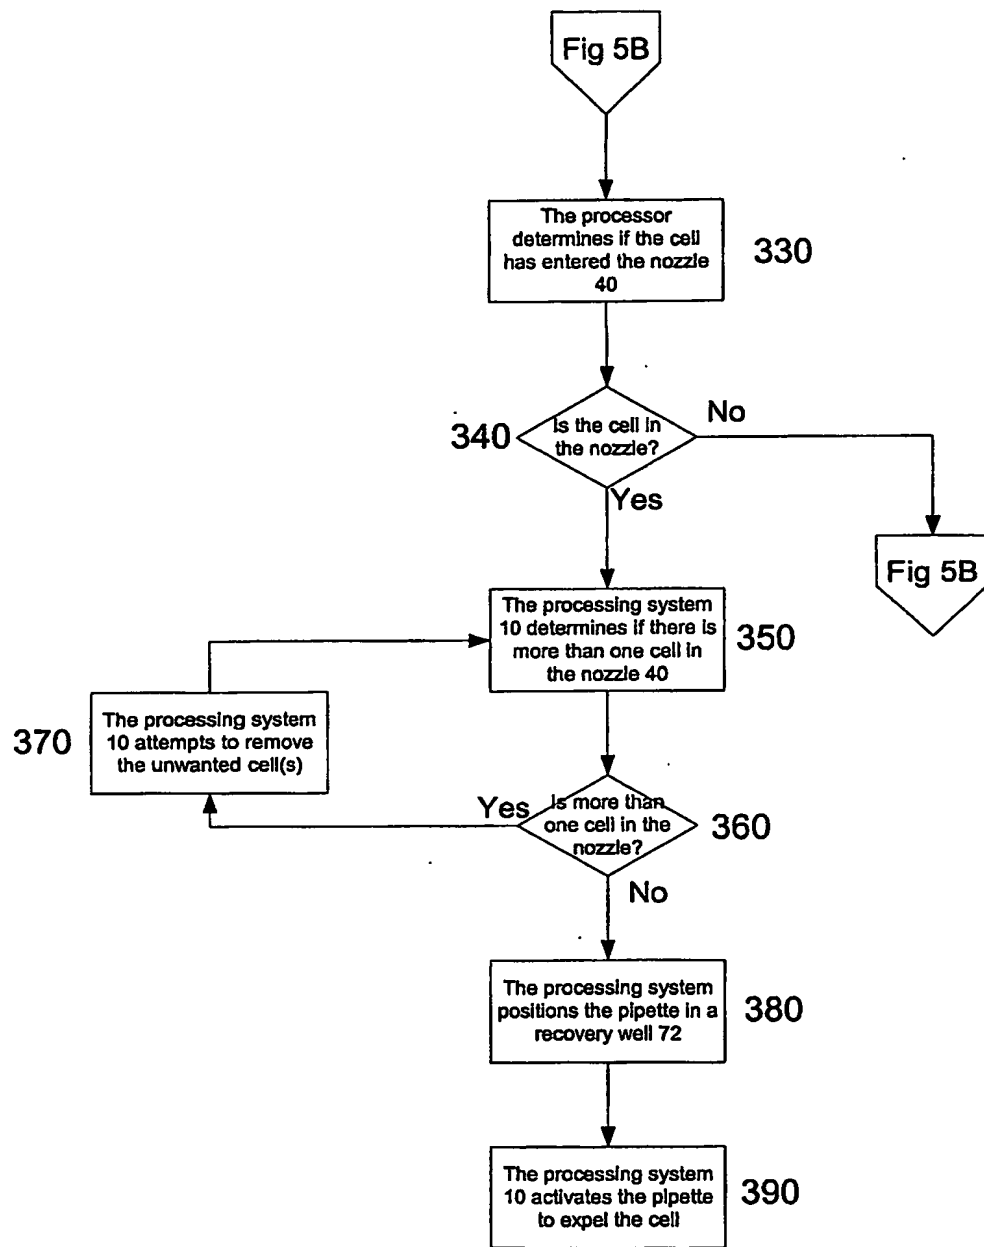 Fig 5B
The processor
determines if the cell
has entered the nozzle
40
330
340
Is the cell in
the nozzle?
No
Yes
Fig 5B
The processing system
10 determines if there is
more than one cell in
the nozzle 40
350
370
The processing system
10 attempts to remove
the unwanted cell(s)
Yes
Is more than
one cell in the
nozzle?
360
No
The processing system
positions the pipette in a
recovery well 72
380
The processing system
10 activates the pipette
to expel the cell
390